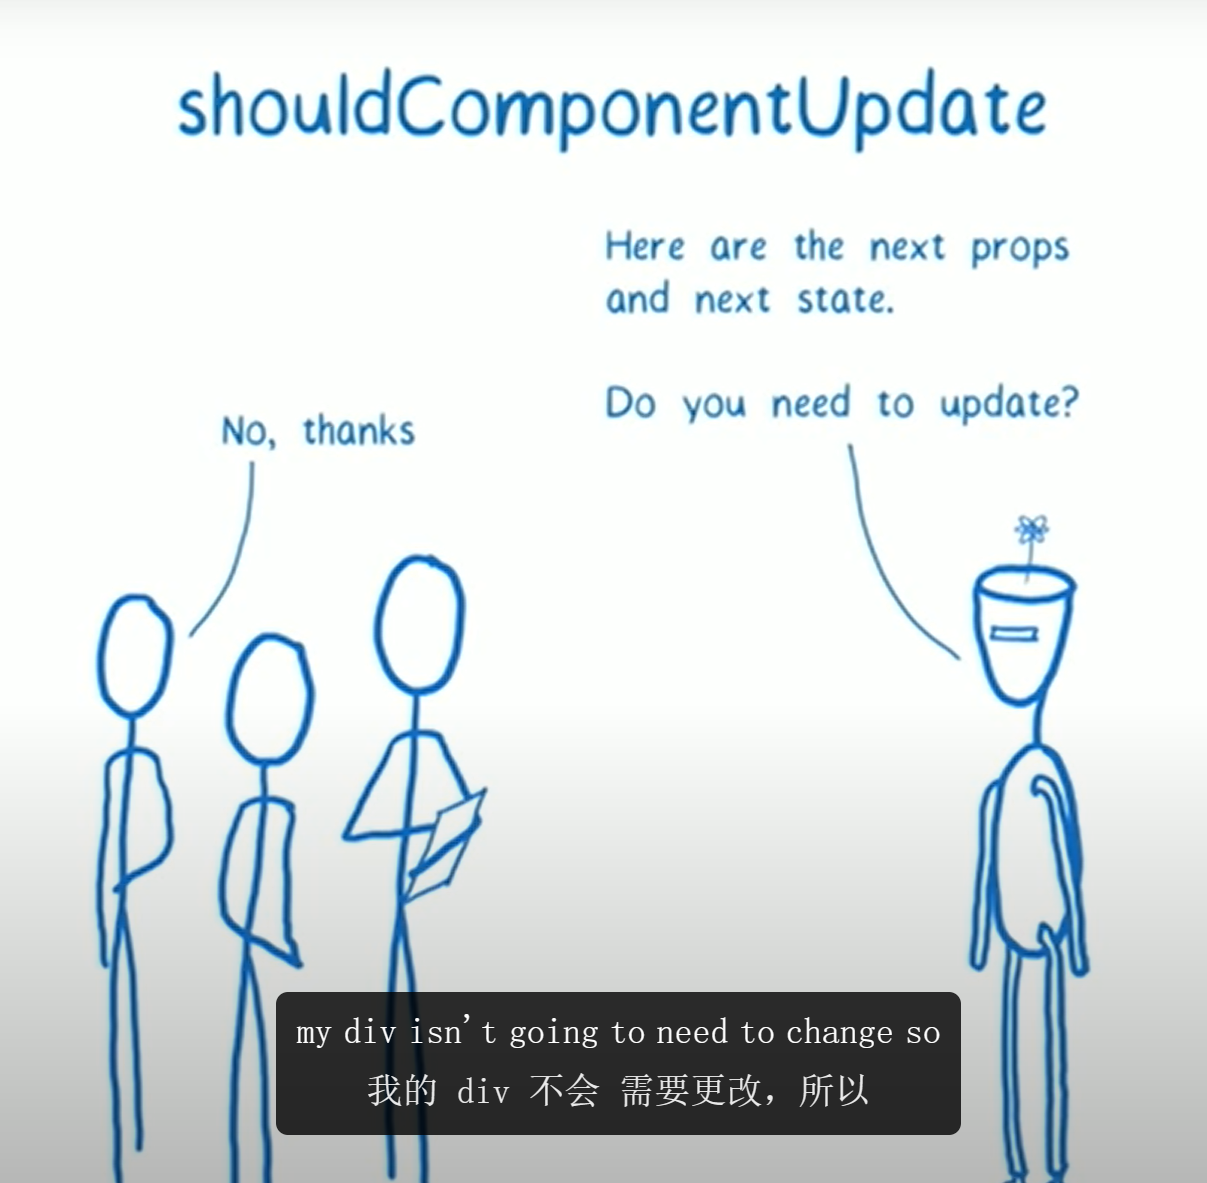 shouldComponentUpdate
Here are the next props
and next state.
Do you need to update?
No, thanks
my div isn't going to need to change so
我的 div 不会 需要更改，所以